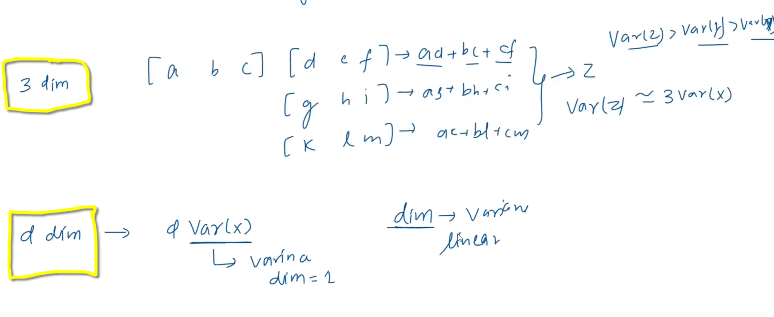 [a b c] [d e f] → ad + bc + cf
[g h i] → ag + bh + ci
[k l m] → ac + bl + cm
→ Z
Var(z) > Var(y) > Var(x)
Var(z) ≃ 3 Var(x)
3 dim
d dim → d Var(x)
↳ varina
dim = 1
dim → varian
linear